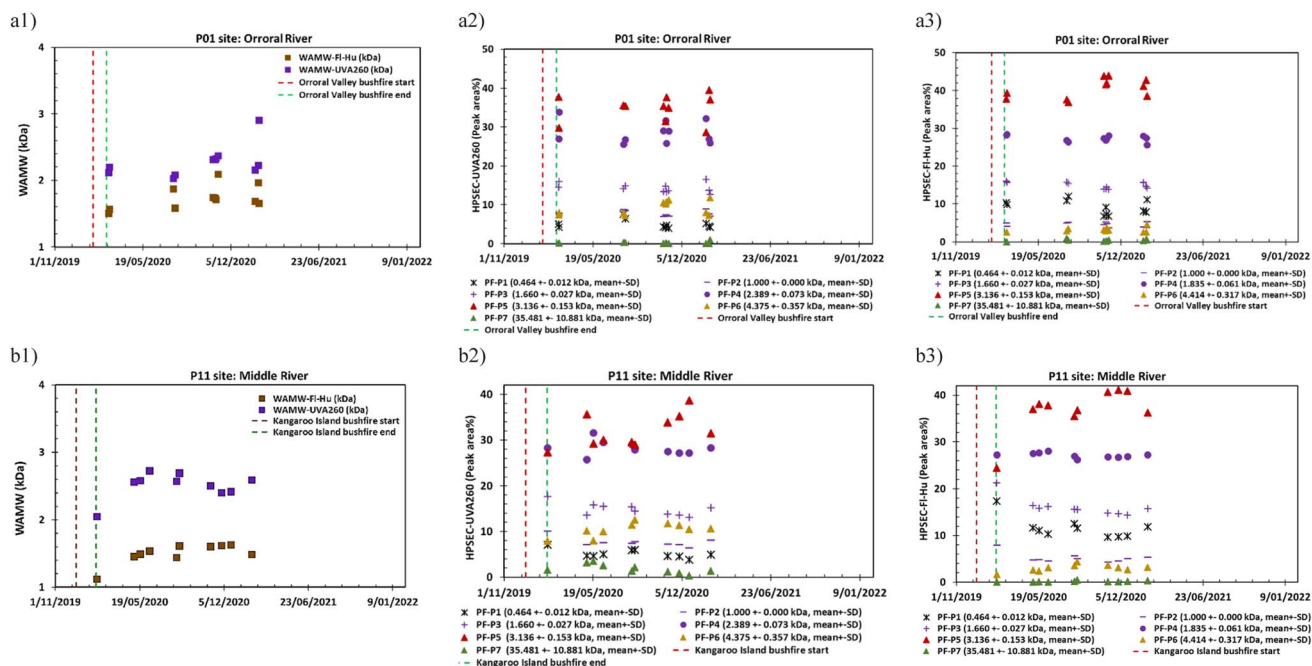 a1)
P01 site: Orroral River
WAMW (kDa)
4
3
2
1
WAMW-Fl-Hu (kDa)
WAMW-UVA260 (kDa)
Orroral Valley bushfire start
Orroral Valley bushfire end
1/11/2019 19/05/2020 5/12/2020 23/06/2021 9/01/2022
a2)
P01 site: Orroral River
HPSEC-UVA260 (Peak area%)
50
40
30
20
10
0
1/11/2019 19/05/2020 5/12/2020 23/06/2021 9/01/2022
PF-P1 (0.464 +- 0.012 kDa, mean+-SD) PF-P2 (1.000 +- 0.000 kDa, mean+-SD)
PF-P3 (1.660 +- 0.027 kDa, mean+-SD) PF-P4 (2.389 +- 0.073 kDa, mean+-SD)
PF-P5 (3.136 +- 0.153 kDa, mean+-SD) PF-P6 (4.375 +- 0.357 kDa, mean+-SD)
PF-P7 (35.481 +- 10.881 kDa, mean+-SD) Orroral Valley bushfire start
Orroral Valley bushfire end
a3)
P01 site: Orroral River
HPSEC-Fl-Hu (Peak area%)
50
40
30
20
10
0
1/11/2019 19/05/2020 5/12/2020 23/06/2021 9/01/2022
PF-P1 (0.464 +- 0.012 kDa, mean+-SD) PF-P2 (1.000 +- 0.000 kDa, mean+-SD)
PF-P3 (1.660 +- 0.027 kDa, mean+-SD) PF-P4 (1.835 +- 0.061 kDa, mean+-SD)
PF-P5 (3.136 +- 0.153 kDa, mean+-SD) PF-P6 (4.414 +- 0.317 kDa, mean+-SD)
PF-P7 (35.481 +- 10.881 kDa, mean+-SD) Orroral Valley bushfire start
Orroral Valley bushfire end
b1)
P11 site: Middle River
WAMW (kDa)
4
3
2
1
WAMW-Fl-Hu (kDa)
WAMW-UVA260 (kDa)
Kangaroo Island bushfire start
Kangaroo Island bushfire end
1/11/2019 19/05/2020 5/12/2020 23/06/2021 9/01/2022
b2)
P11 site: Middle River
HPSEC-UVA260 (Peak area%)
40
30
20
10
0
1/11/2019 19/05/2020 5/12/2020 23/06/2021 9/01/2022
PF-P1 (0.464 +- 0.012 kDa, mean+-SD) PF-P2 (1.000 +- 0.000 kDa, mean+-SD)
PF-P3 (1.660 +- 0.027 kDa, mean+-SD) PF-P4 (2.389 +- 0.073 kDa, mean+-SD)
PF-P5 (3.136 +- 0.153 kDa, mean+-SD) PF-P6 (4.375 +- 0.357 kDa, mean+-SD)
PF-P7 (35.481 +- 10.881 kDa, mean+-SD) Kangaroo Island bushfire start
Kangaroo Island bushfire end
b3)
P11 site: Middle River
HPSEC-Fl-Hu (Peak area%)
40
30
20
10
0
1/11/2019 19/05/2020 5/12/2020 23/06/2021 9/01/2022
PF-P1 (0.464 +- 0.012 kDa, mean+-SD) PF-P2 (1.000 +- 0.000 kDa, mean+-SD)
PF-P3 (1.660 +- 0.027 kDa, mean+-SD) PF-P4 (1.835 +- 0.061 kDa, mean+-SD)
PF-P5 (3.136 +- 0.153 kDa, mean+-SD) PF-P6 (4.414 +- 0.317 kDa, mean+-SD)
PF-P7 (35.481 +- 10.881 kDa, mean+-SD) Kangaroo Island bushfire start
Kangaroo Island bushfire end